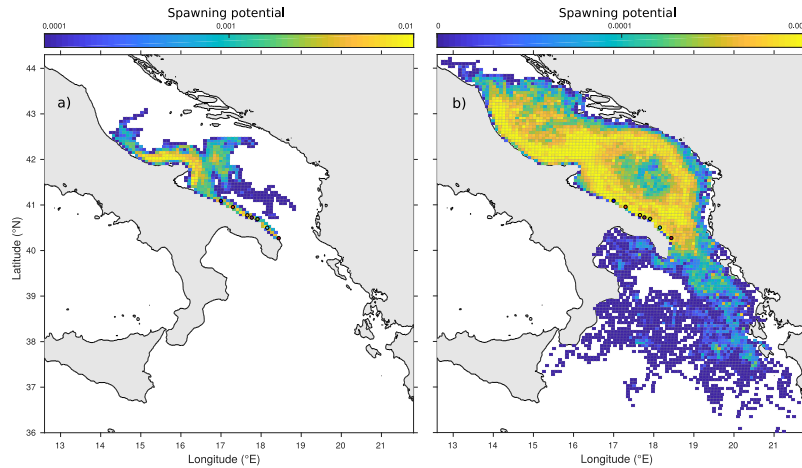 Spawning potential
0.0001 0.001 0.01
a)
44
43
42
41
40
39
38
37
36
Latitude (°N)
13 14 15 16 17 18 19 20 21
Longitude (°E)
Spawning potential
0 0.0001
b)
13 14 15 16 17 18 19 20 21
Longitude (°E)